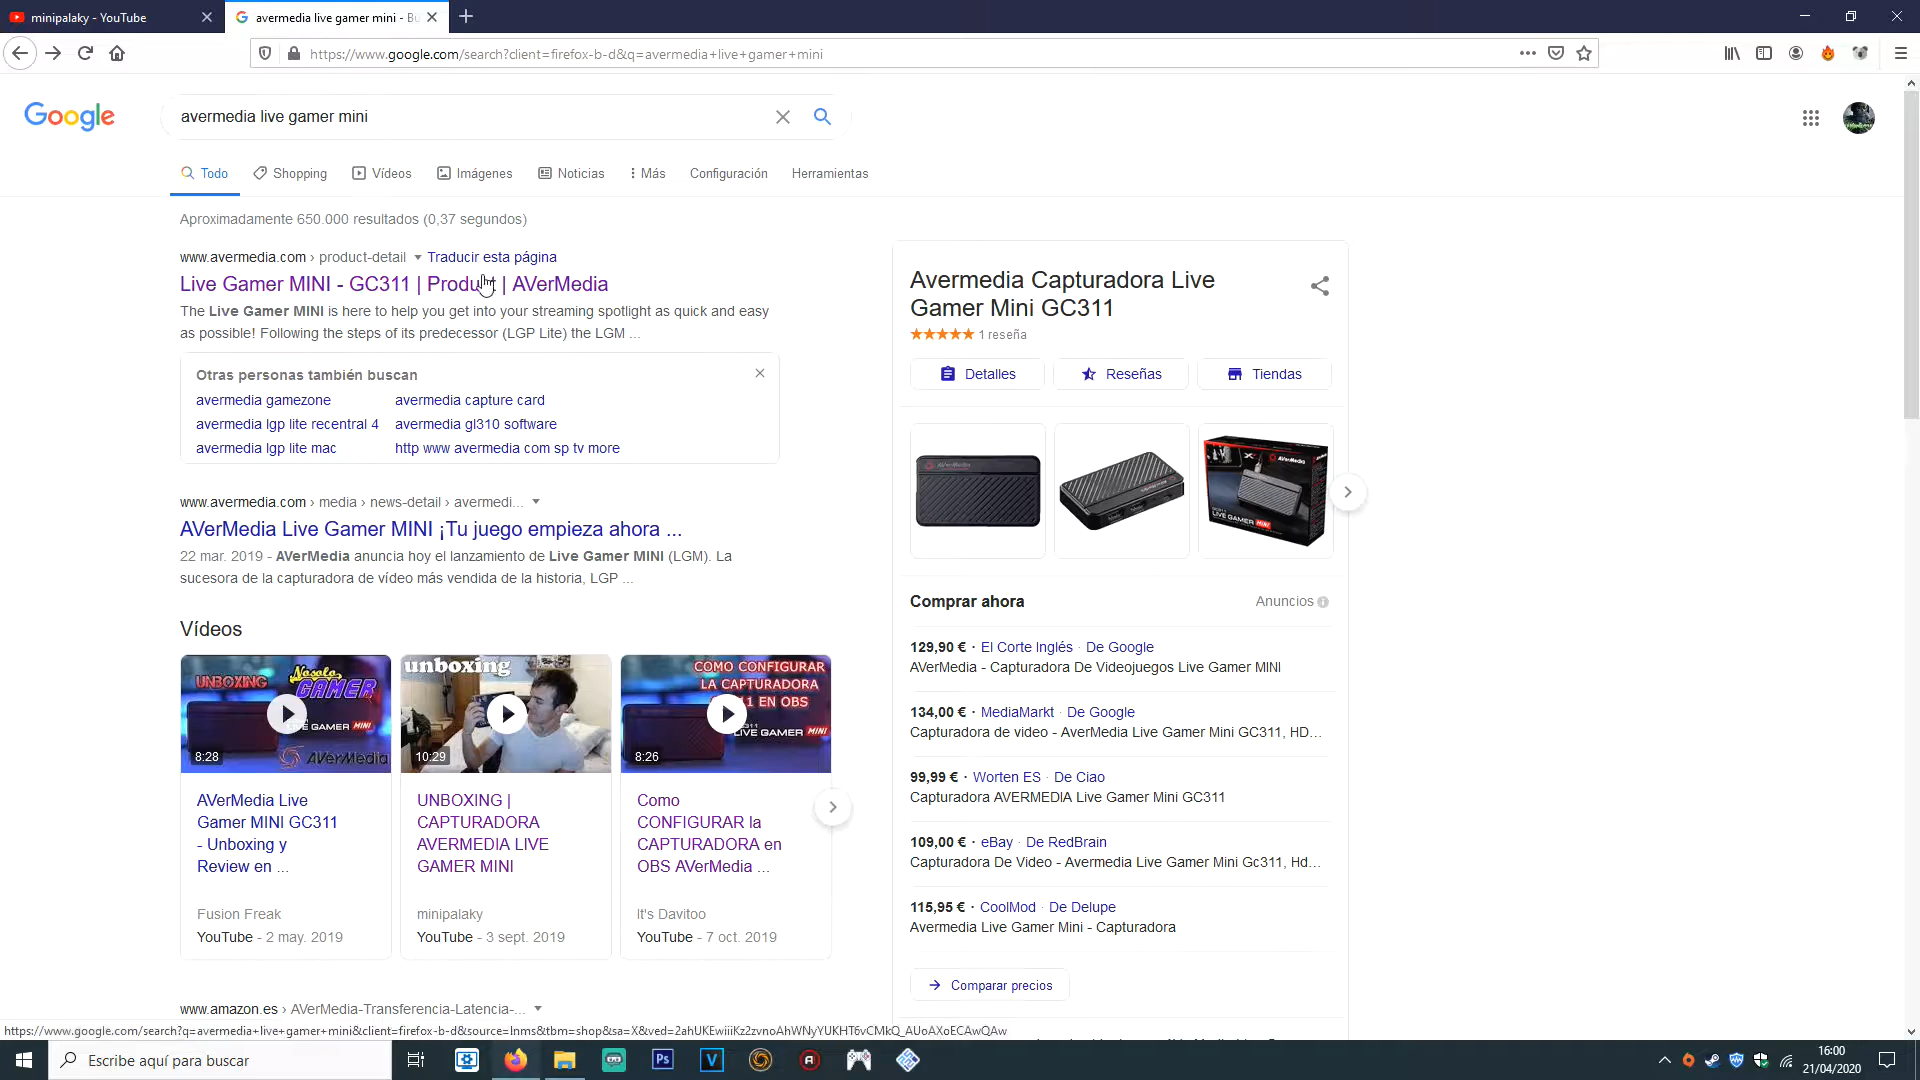 minipalaky - YouTube
avermedia live gamer mini - Bu
https://www.google.com/search?client=firefox-b-d&q=avermedia+live+gamer+mini
Google
avermedia live gamer mini
Todo
Shopping
Vídeos
Imágenes
Noticias
Más
Configuración
Herramientas
Aproximadamente 650.000 resultados (0,37 segundos)
www.avermedia.com › product-detail
Traducir esta página
Live Gamer MINI - GC311 | Product | AVerMedia
The Live Gamer MINI is here to help you get into your streaming spotlight as quick and easy
as possible! Following the steps of its predecessor (LGP Lite) the LGM ...
Otras personas también buscan
avermedia gamezone
avermedia capture card
avermedia lgp lite recentral 4
avermedia gl310 software
avermedia lgp lite mac
http www avermedia com sp tv more
www.avermedia.com › media › news-detail › avermedi...
AVerMedia Live Gamer MINI ¡Tu juego empieza ahora ...
22 mar. 2019 - AVerMedia anuncia hoy el lanzamiento de Live Gamer MINI (LGM). La
sucesora de la capturadora de vídeo más vendida de la historia, LGP ...
Vídeos
UNBOXING
Nosolo
GAMER
GAMER MINI
8:28
AVerMedia
AVerMedia Live
Gamer MINI GC311
- Unboxing y
Review en ...
Fusion Freak
YouTube - 2 may. 2019
unboxing
10:29
UNBOXING |
CAPTURADORA
AVERMEDIA LIVE
GAMER MINI
minipalaky
YouTube - 3 sept. 2019
COMO CONFIGURAR
LA CAPTURADORA
11 EN OBS
LIVE GAMER MINI
8:26
Como
CONFIGURAR la
CAPTURADORA en
OBS AVerMedia ...
It's Davitoo
YouTube - 7 oct. 2019
www.amazon.es › AVerMedia-Transferencia-Latencia-...
Avermedia Capturadora Live
Gamer Mini GC311
1 reseña
Detalles
Reseñas
Tiendas
AVerMedia
AVerMedia
LIVE GAMER MINI
Comprar ahora
Anuncios
129,90 € · El Corte Inglés · De Google
AVerMedia - Capturadora De Videojuegos Live Gamer MINI
134,00 € · MediaMarkt · De Google
Capturadora de video - AverMedia Live Gamer Mini GC311, HD...
99,99 € · Worten ES · De Ciao
Capturadora AVERMEDIA Live Gamer Mini GC311
109,00 € · eBay · De RedBrain
Capturadora De Video - Avermedia Live Gamer Mini Gc311, Hd...
115,95 € · CoolMod · De Delupe
Avermedia Live Gamer Mini - Capturadora
Comparar precios
https://www.google.com/search?q=avermedia+live+gamer+mini&client=firefox-b-d&source=lnms&tbm=shop&sa=X&ved=2ahUKEwiiiKz2zvnoAhWNyYUKHT6vCMkQ_AUoAXoECAwQAw
Escribe aquí para buscar
Ps
V
16:00
21/04/2020